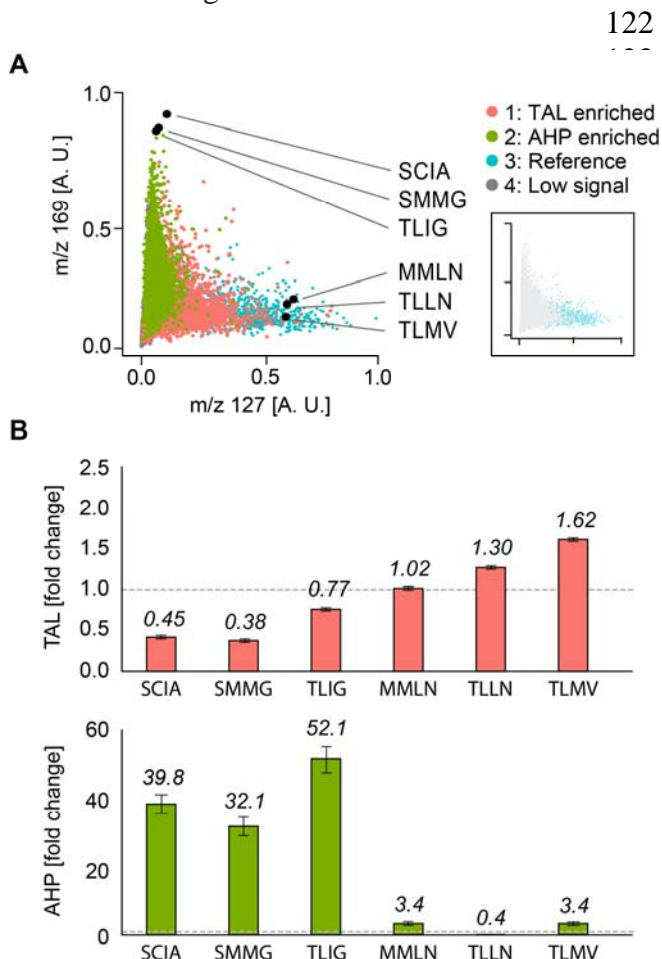 122
A
1.0
0.5
0.0
m/z 169 [A. U.]
0.0 0.5 1.0
m/z 127 [A. U.]
SCIA
SMMG
TLIG
MMLN
TLLN
TLMV
1: TAL enriched
2: AHP enriched
3: Reference
4: Low signal
B
TAL [fold change]
2.5
2.0
1.5
1.0
0.5
0.0
0.45 0.38 0.77 1.02 1.30 1.62
SCIA SMMG TLIG MMLN TLLN TLMV
AHP [fold change]
60
40
20
0
39.8 32.1 52.1 3.4 0.4 3.4
SCIA SMMG TLIG MMLN TLLN TLMV